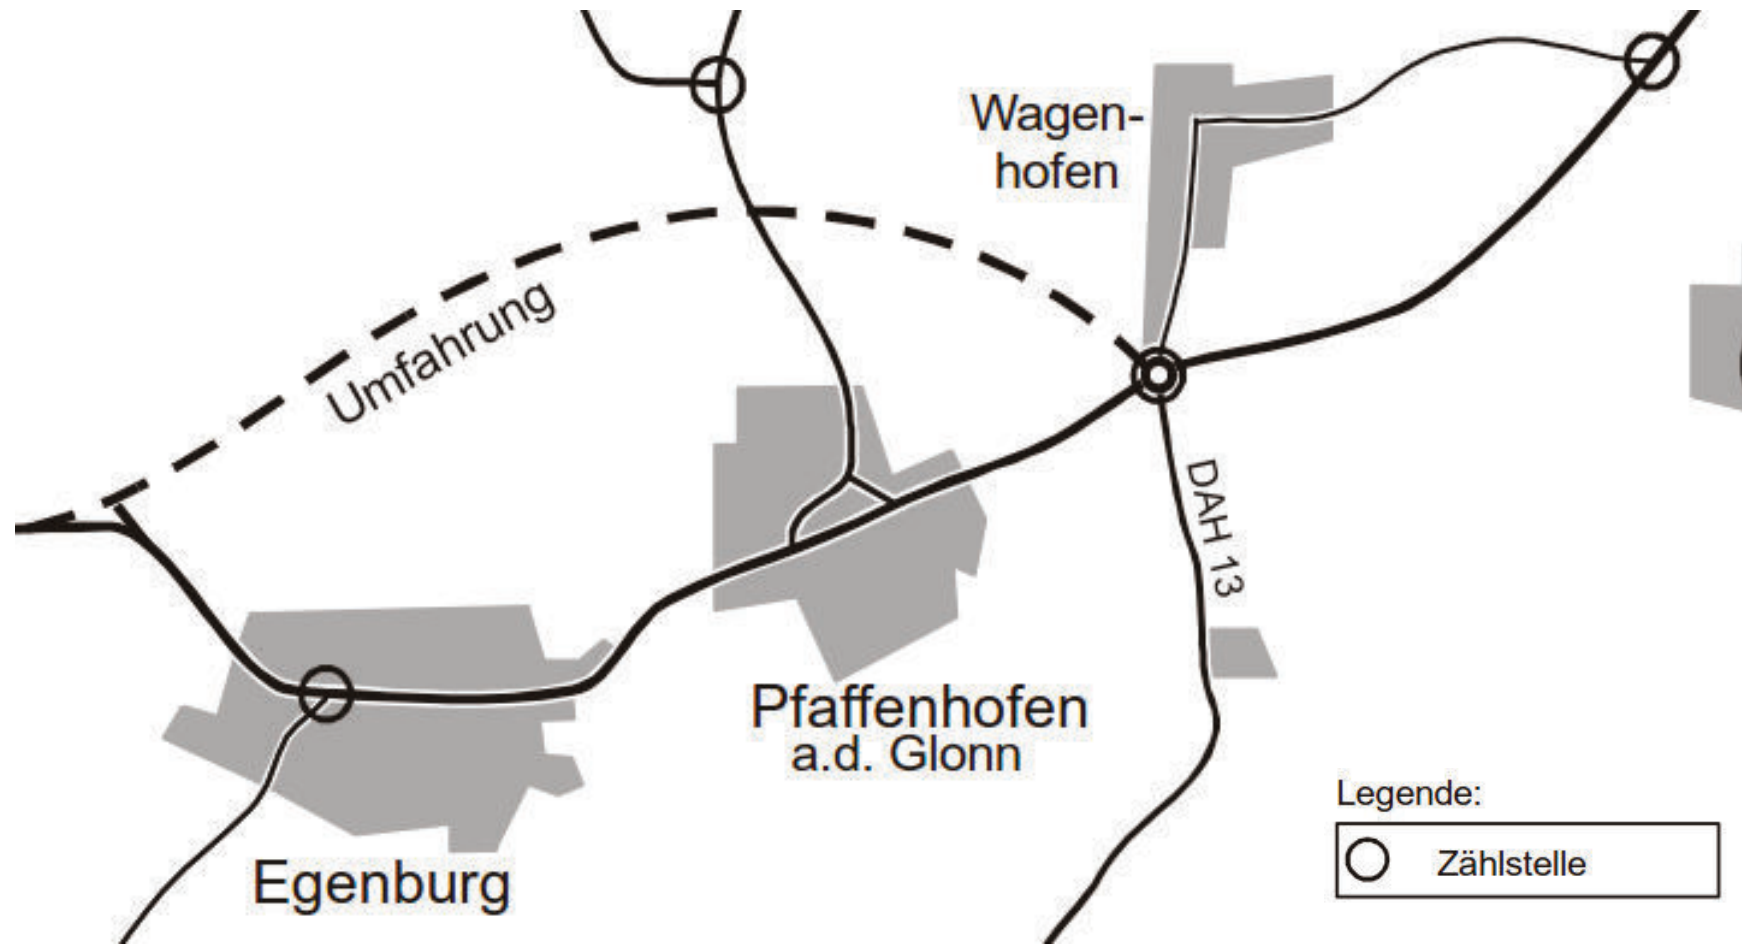 Wagen-
hofen
Umfahrung
DAH 13
Pfaffenhofen
a.d. Glonn
Egenburg
Legende:
Zählstelle